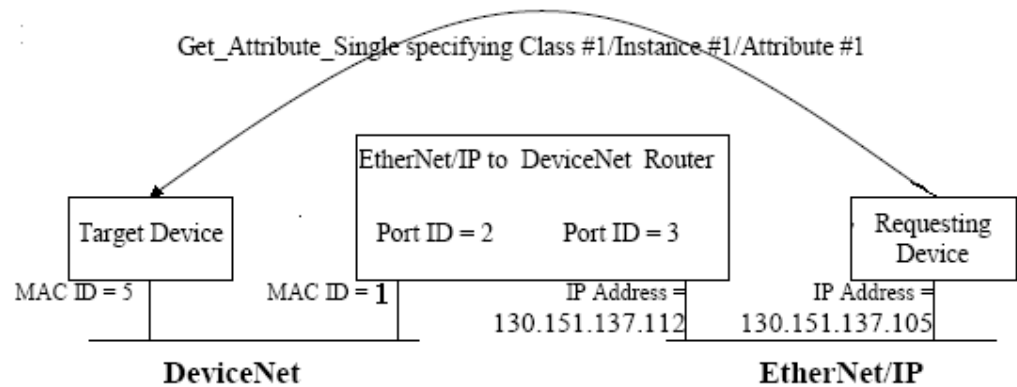 Get_Attribute_Single specifying Class #1/Instance #1/Attribute #1
EtherNet/IP to DeviceNet Router
Target Device
Port ID = 2
Port ID = 3
Requesting
Device
MAC ID = 5
MAC ID = 1
IP Address =
130.151.137.112
IP Address =
130.151.137.105
DeviceNet
EtherNet/IP